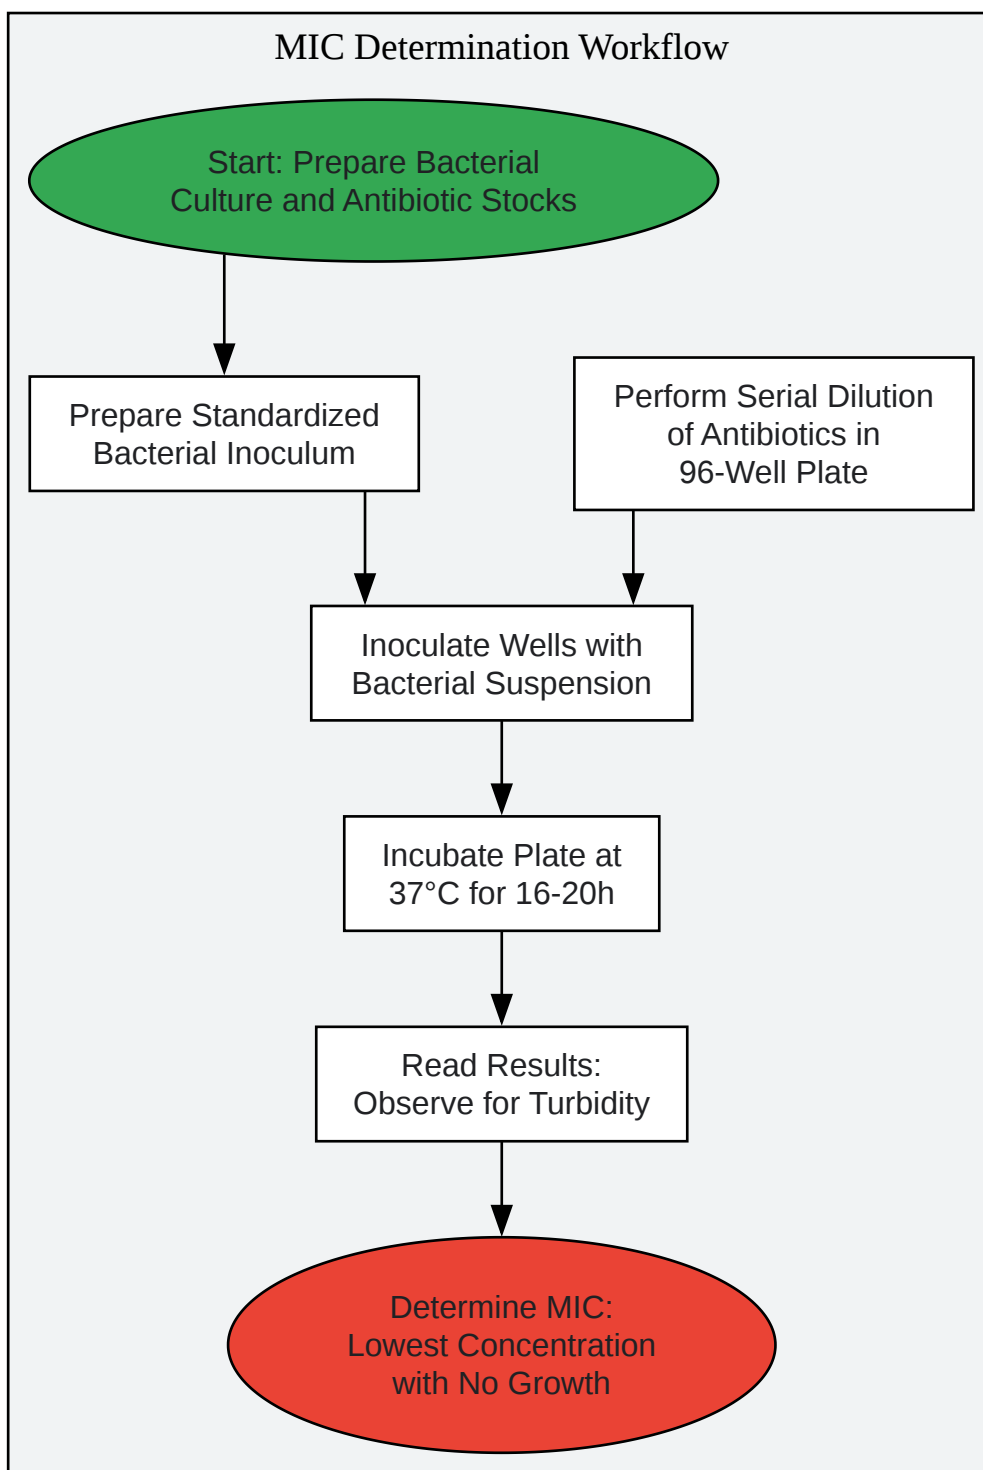 MIC Determination Workflow
Start: Prepare Bacterial
Culture and Antibiotic Stocks
Prepare Standardized
Bacterial Inoculum
Perform Serial Dilution
of Antibiotics in
96-Well Plate
Inoculate Wells with
Bacterial Suspension
Incubate Plate at
37°C for 16-20h
Read Results:
Observe for Turbidity
Determine MIC:
Lowest Concentration
with No Growth